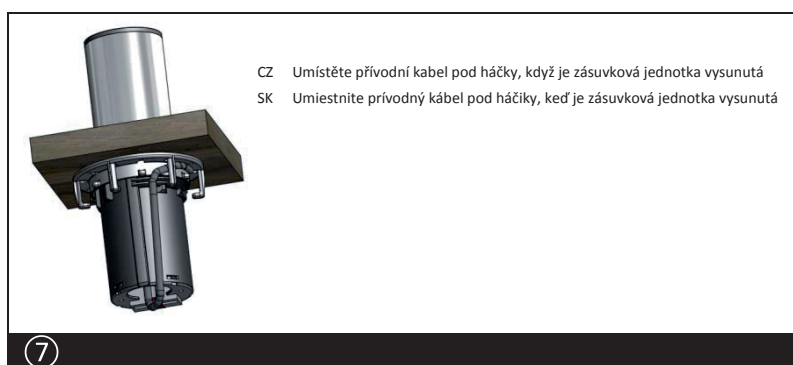 CZ Umístěte přívodní kabel pod háčky, když je zásuvková jednotka vysunutá
SK Umiestnite prívodný kábel pod háčiky, keď je zásuvková jednotka vysunutá
7